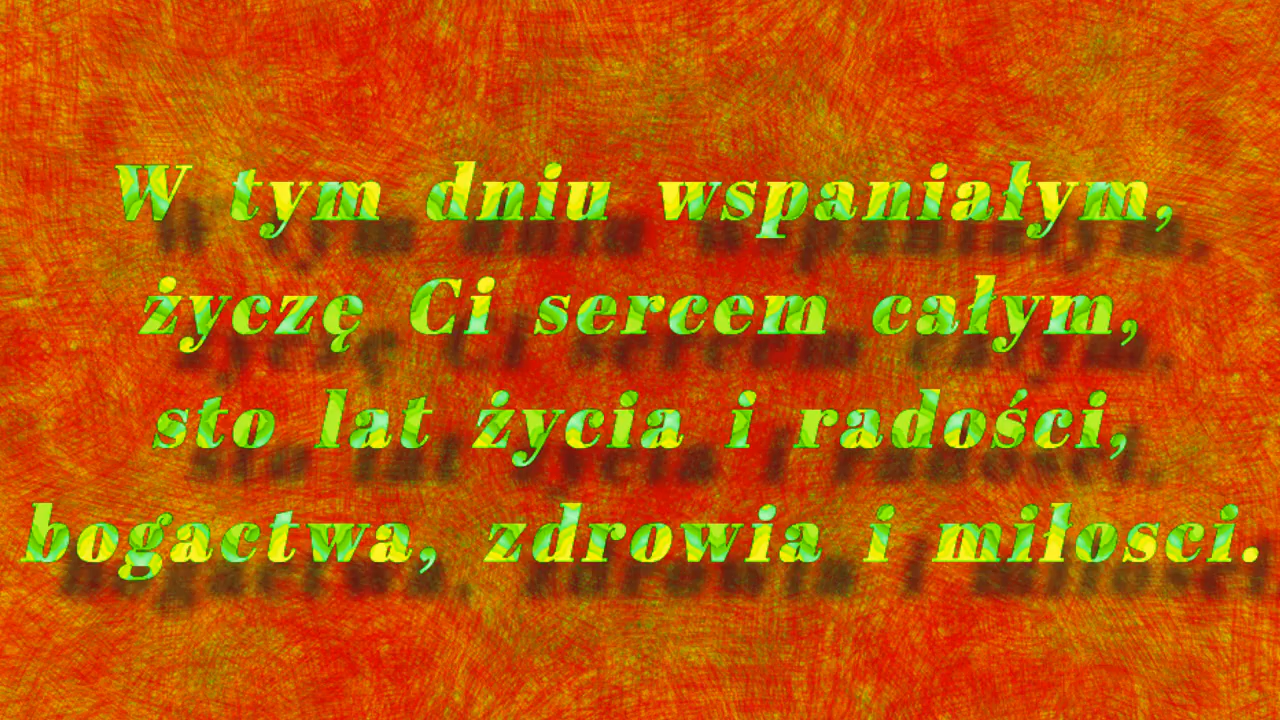 W tym dniu wspaniałym,
życzę Ci sercem całym,
sto lat życia i radości,
bogactwa, zdrowia i miłosci.